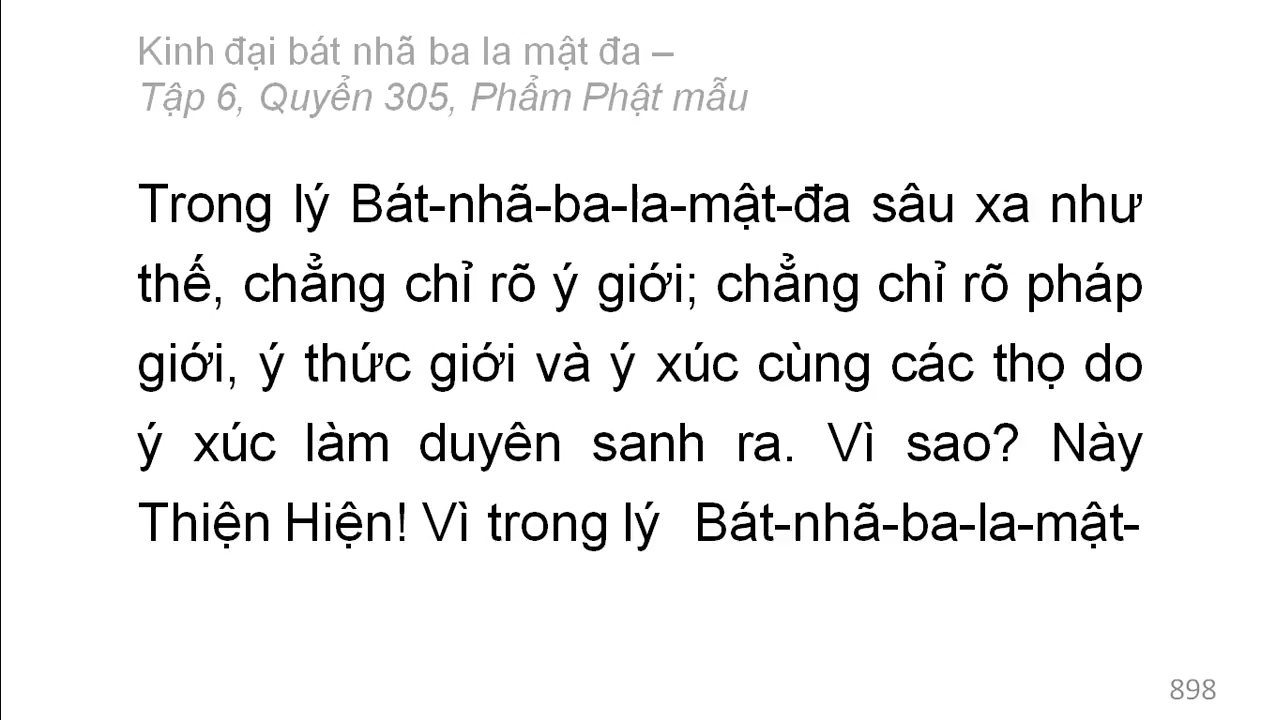 Kinh đại bát nhã ba la mật đa –
Tập 6, Quyển 305, Phẩm Phật mẫu
Trong lý Bát-nhã-ba-la-mật-đa sâu xa như
thế, chẳng chỉ rõ ý giới; chẳng chỉ rõ pháp
giới, ý thức giới và ý xúc cùng các thọ do
ý xúc làm duyên sanh ra. Vì sao? Này
Thiện Hiện! Vì trong lý  Bát-nhã-ba-la-mật-
898